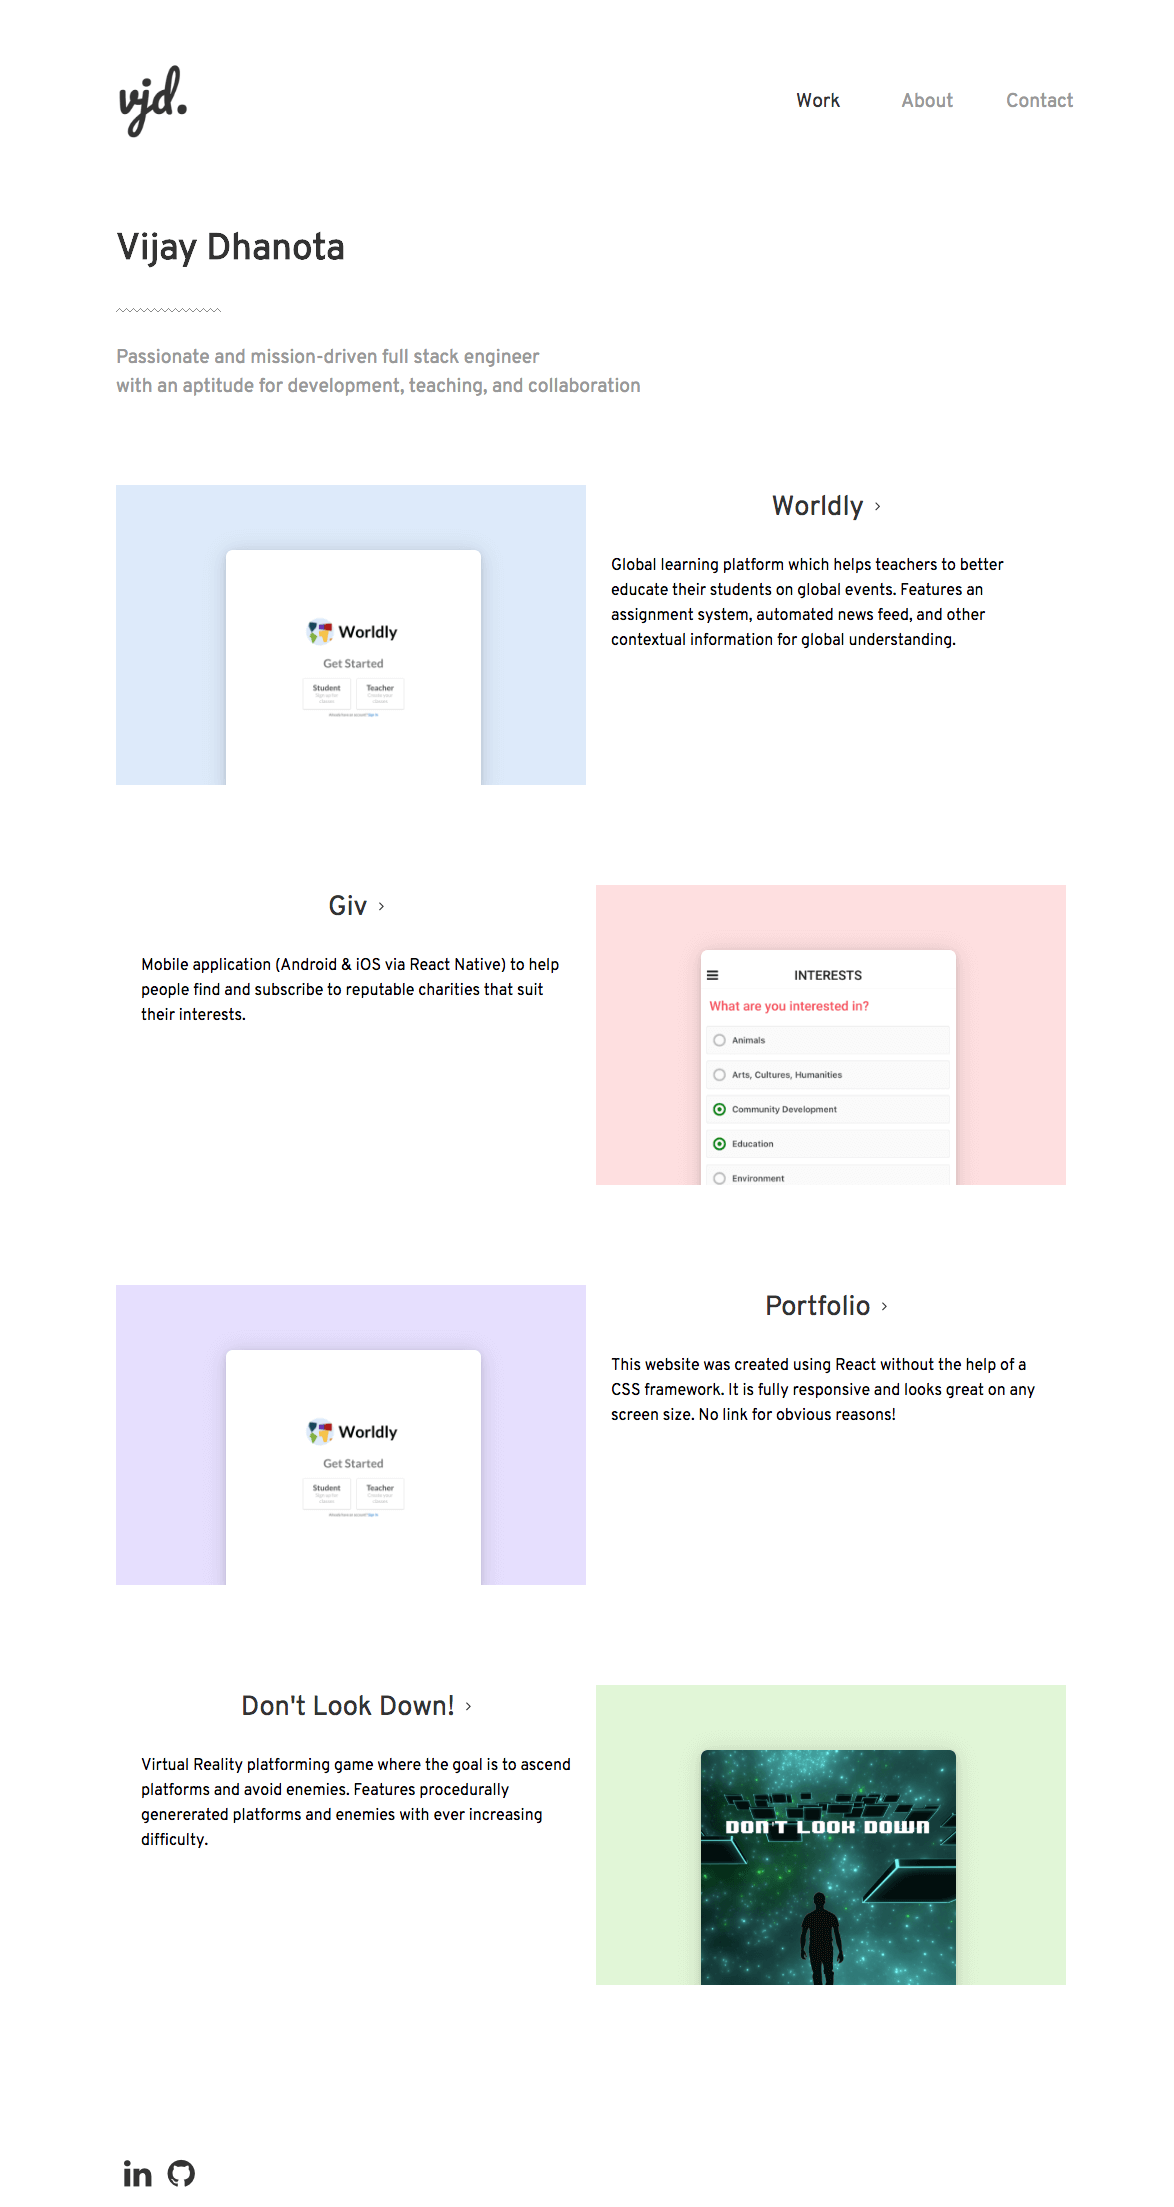 vjd.
Work About Contact
Vijay Dhanota
Passionate and mission-driven full stack engineer
with an aptitude for development, teaching, and collaboration
Worldly
Get Started
Student Teacher
Worldly >
Global learning platform which helps teachers to better
educate their students on global events. Features an
assignment system, automated news feed, and other
contextual information for global understanding.
Giv >
Mobile application (Android & iOS via React Native) to help
people find and subscribe to reputable charities that suit
their interests.
INTERESTS
What are you interested in?
Animals
Arts, Cultures, Humanities
Community Development
Education
Environment
Worldly
Get Started
Student Teacher
Portfolio >
This website was created using React without the help of a
CSS framework. It is fully responsive and looks great on any
screen size. No link for obvious reasons!
Don't Look Down! >
Virtual Reality platforming game where the goal is to ascend
platforms and avoid enemies. Features procedurally
genererated platforms and enemies with ever increasing
difficulty.
DON'T LOOK DOWN
in